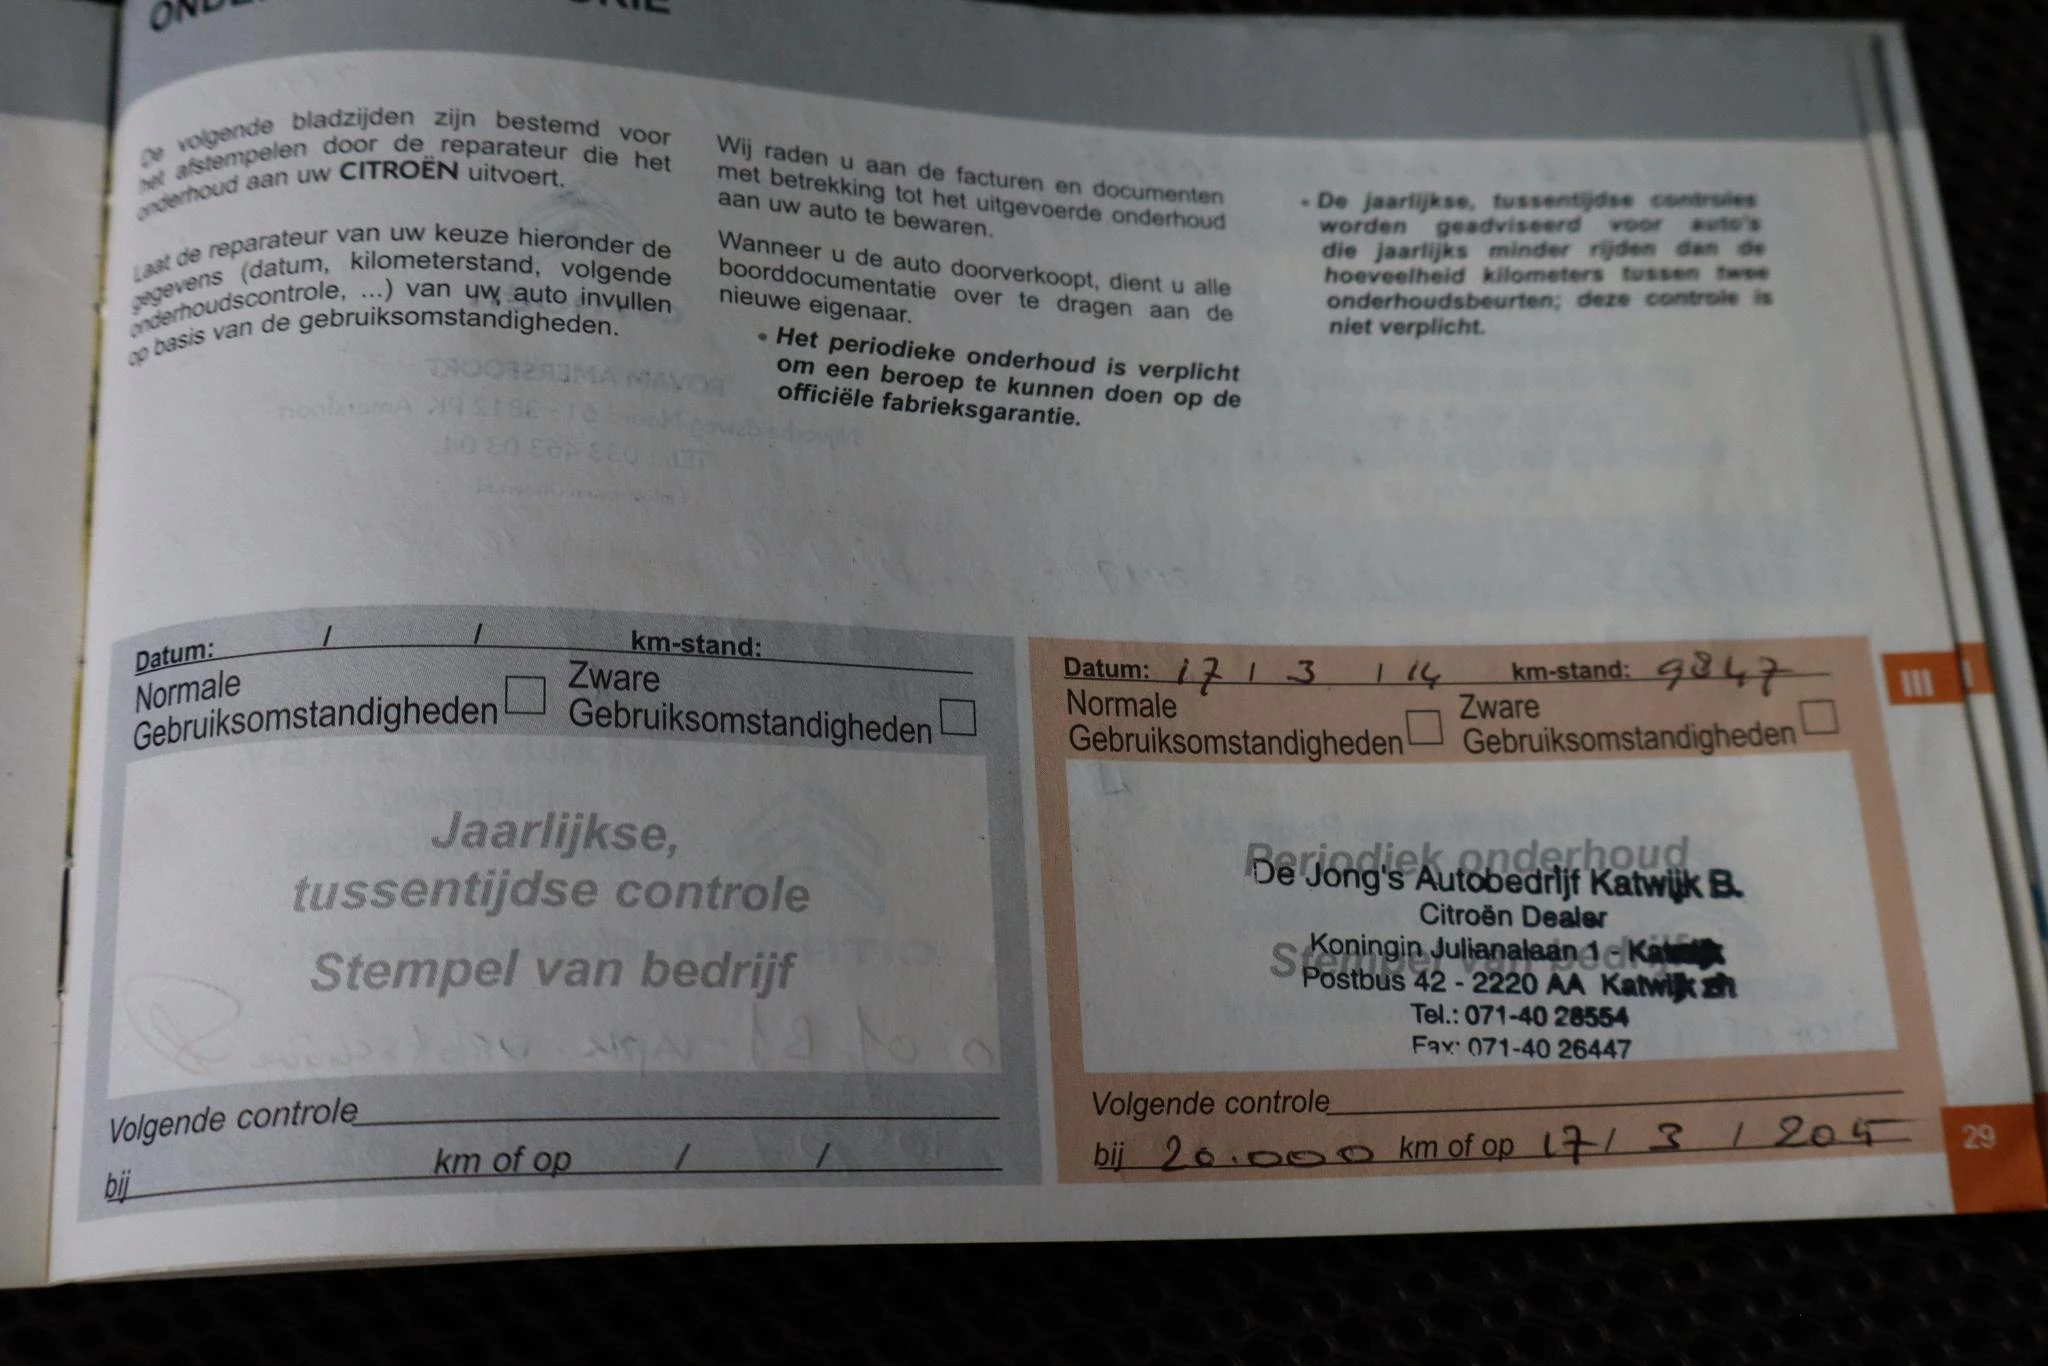 De volgende bladzijden zijn bestemd voor
het afstempelen door de reparateur die het
onderhoud aan uw CITROËN uitvoert.
Laat de reparateur van uw keuze hieronder de
gegevens (datum, kilometerstand, volgende
onderhoudscontrole, ...) van uw auto invullen
op basis van de gebruiksomstandigheden.
Wij raden u aan de facturen en documenten
met betrekking tot het uitgevoerde onderhoud
aan uw auto te bewaren.
Wanneer u de auto doorverkoopt, dient u alle
boorddocumentatie over te dragen aan de
nieuwe eigenaar.
• Het periodieke onderhoud is verplicht
om een beroep te kunnen doen op de
officiële fabrieksgarantie.
• De jaarlijkse, tussentijdse controles
worden geadviseerd voor auto's
die jaarlijks minder rijden dan de
hoeveelheid kilometers tussen twee
onderhoudsbeurten; deze controle is
niet verplicht.
Datum: / / km-stand:
Normale Gebruiksomstandigheden
Zware Gebruiksomstandigheden
Jaarlijkse,
tussentijdse controle
Stempel van bedrijf
Volgende controle
bij km of op / /
Datum: 17 / 3 / 14 km-stand: 9847
Normale Gebruiksomstandigheden
Zware Gebruiksomstandigheden
Periodiek onderhoud
De Jong's Autobedrijf Katwijk B.
Citroën Dealer
Koningin Julianalaan 1 -
Stempel van bedrijf
Postbus 42 - 2220 AA Katwijk zh
Tel.: 071-40 28554
Fax: 071-40 26447
Volgende controle
bij 20.000 km of op 17 / 3 /
III
I
29